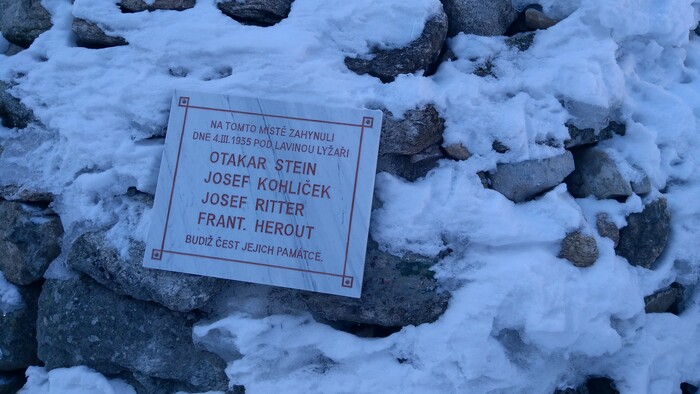 NA TOMTO MÍSTĚ ZAHYNULI
DNE 4.III.1935 POD LAVINOU LYŽAŘI
OTAKAR STEIN
JOSEF KOHLÍČEK
JOSEF RITTER
FRANT. HEROUT
BUDIŽ ČEST JEJICH PAMÁTCE.